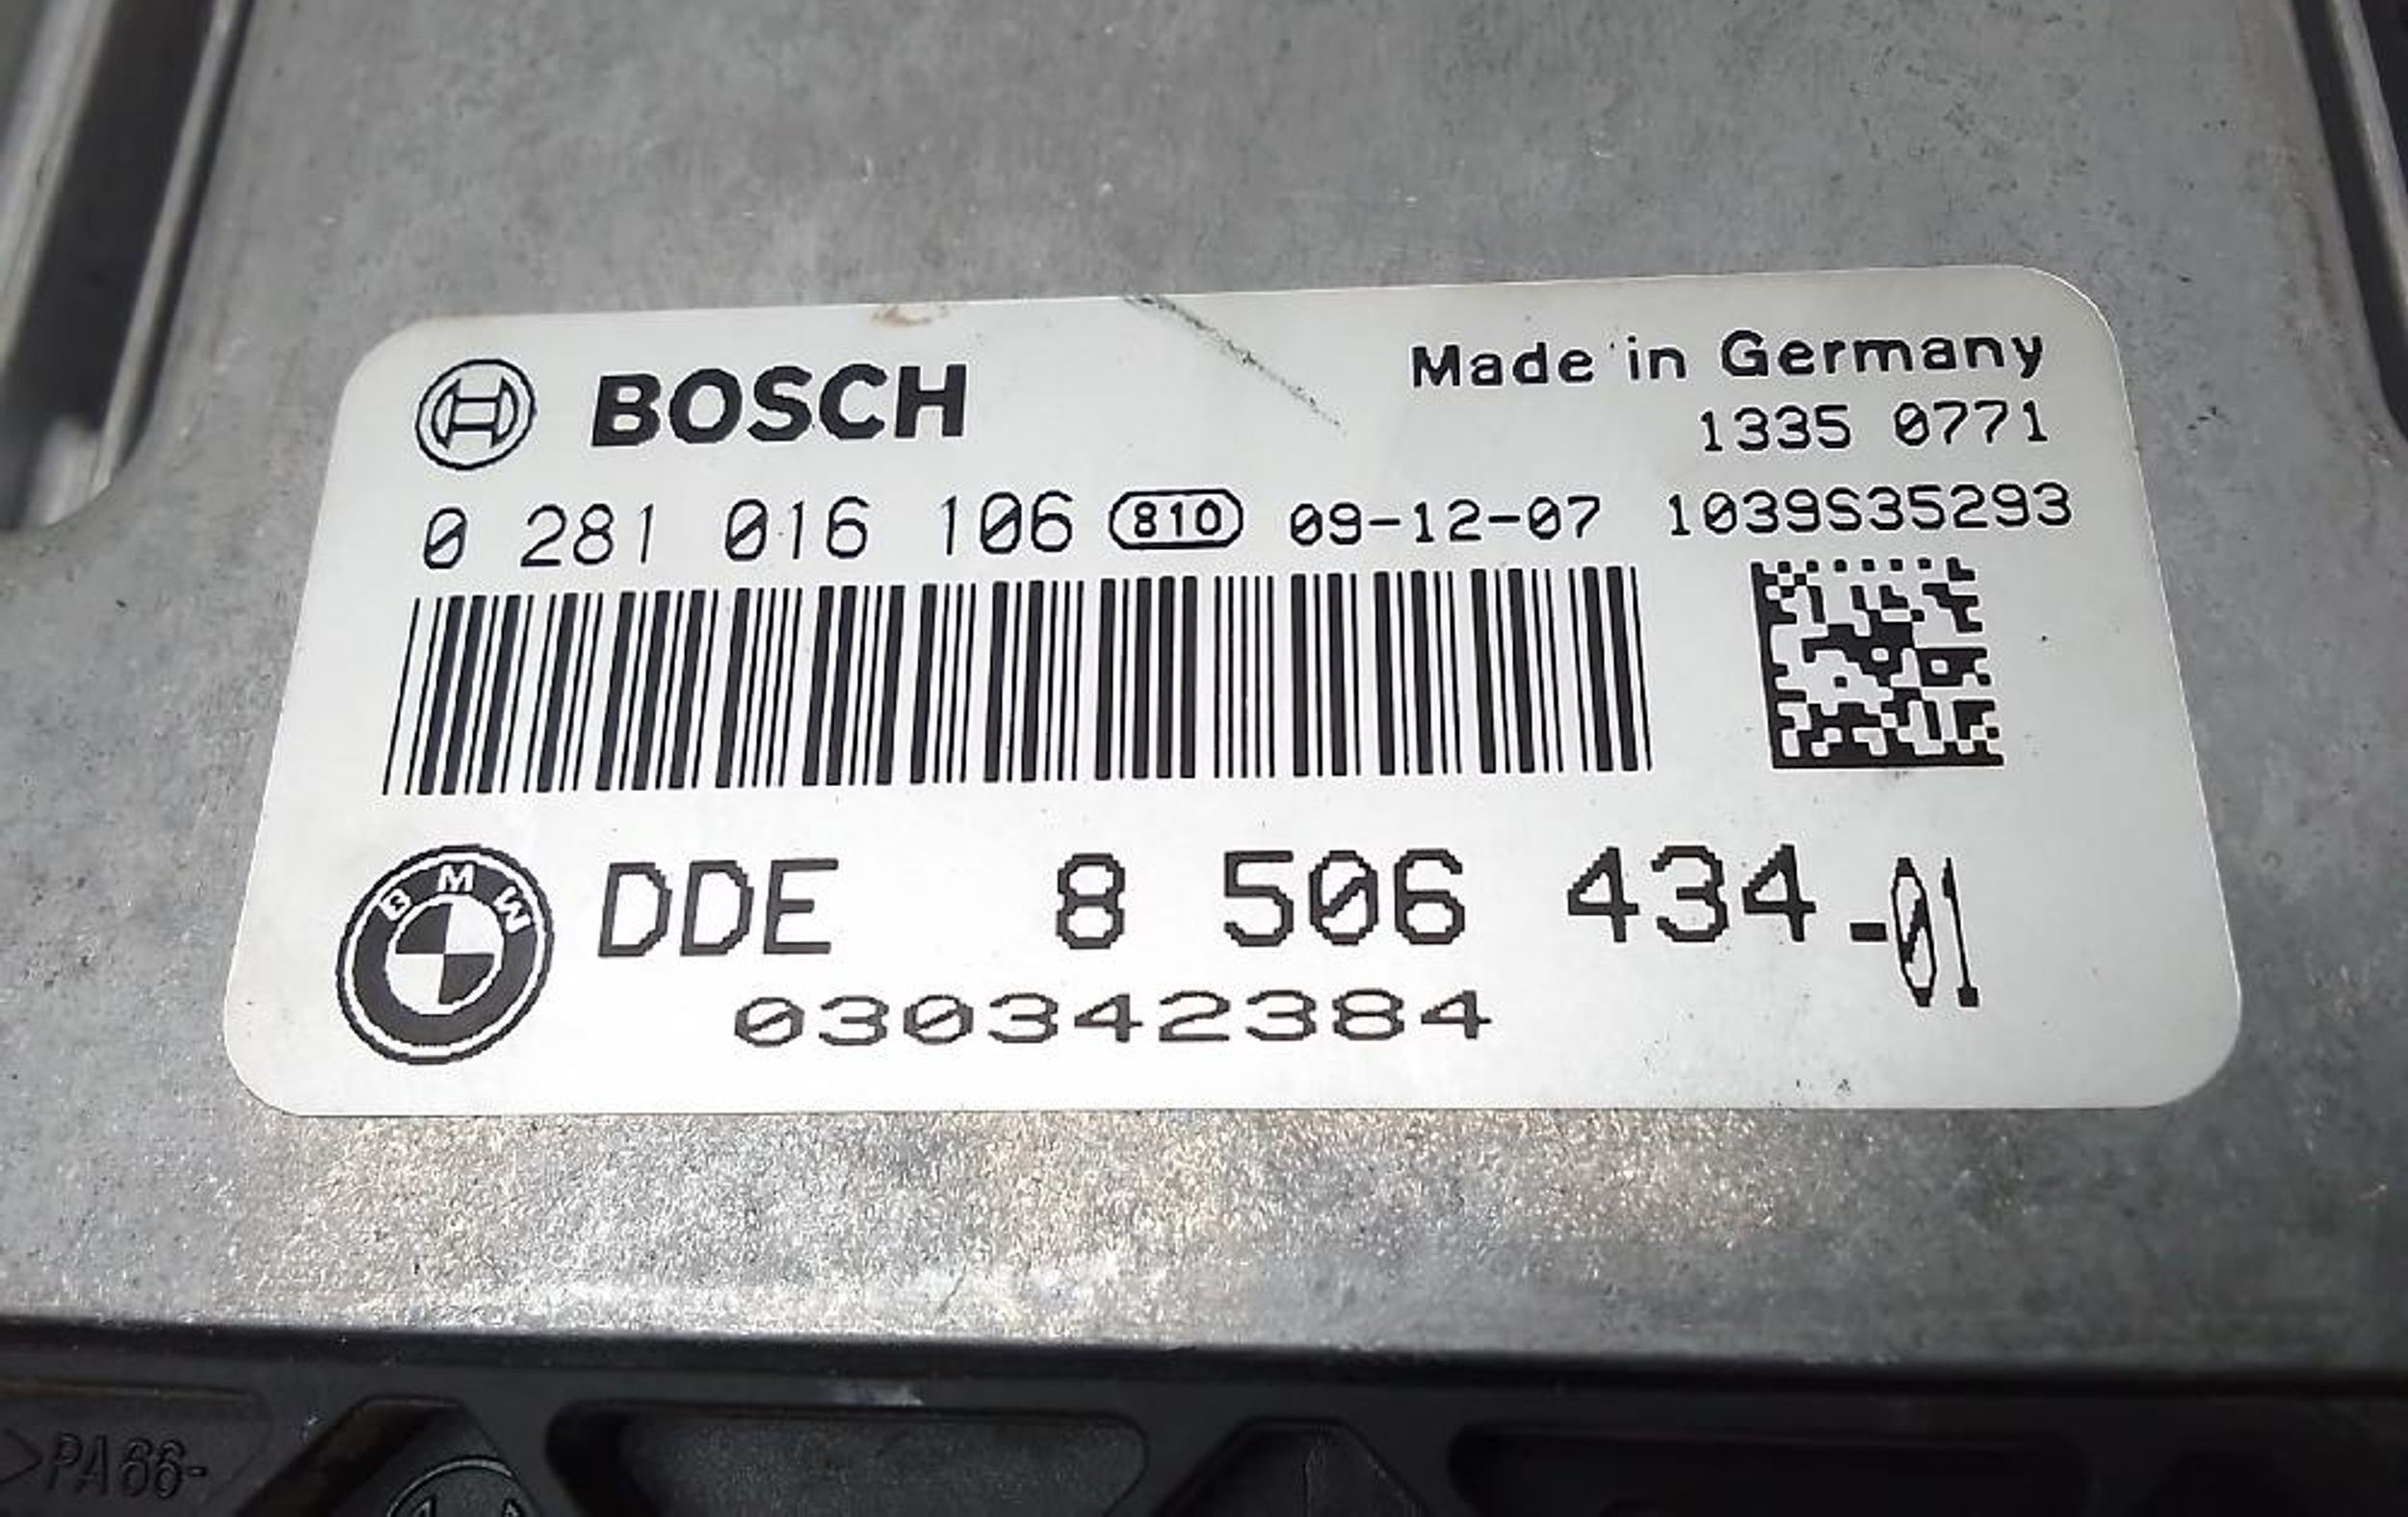 BOSCH
Made in Germany
1335 0771
0 281 016 106 810 09-12-07 1039S35293
BMW DDE 8 506 434-01
030342384
>PA66-